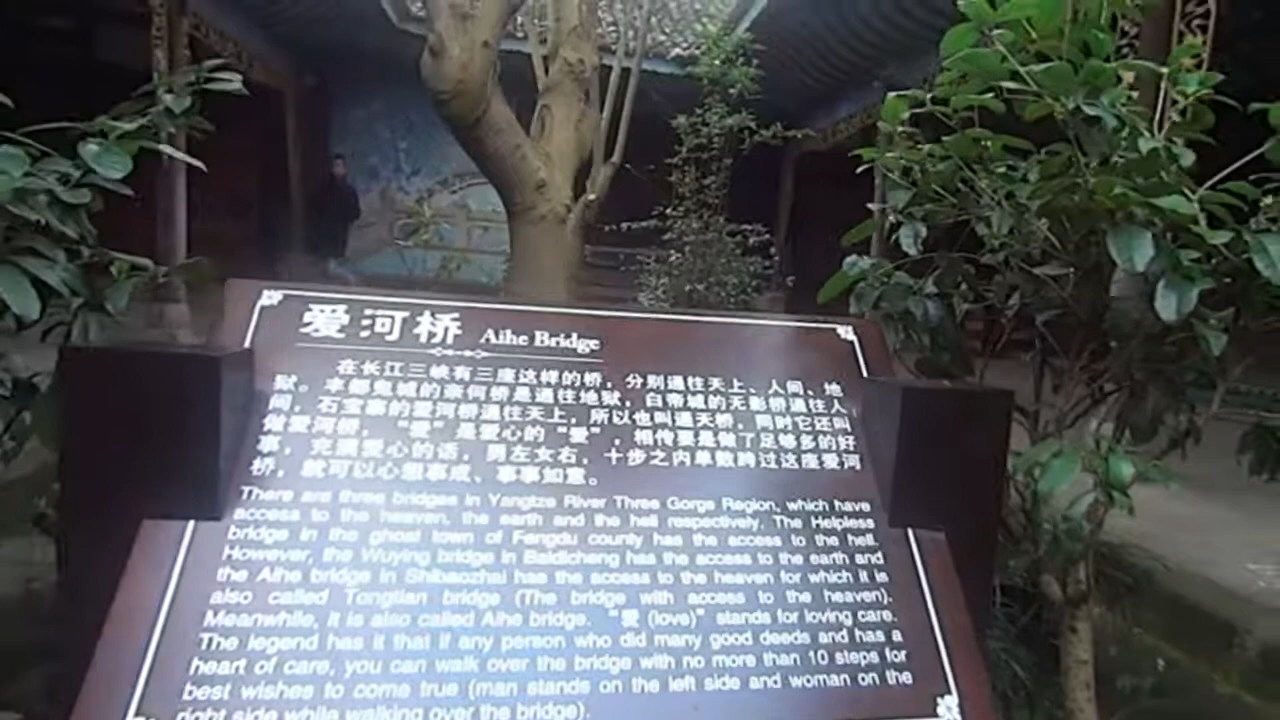 爱河桥 Aihe Bridge
在长江三峡有三座这样的桥，分别通往天上、人间、地
狱。丰都鬼城的奈何桥是通往地狱，白帝城的无影桥通往人
间，石宝寨的爱河桥通往天上，所以也叫通天桥，同时它还叫
做爱河桥，“爱”是爱心的“爱”，相传要是做了足够多的好
事，充满爱心的话，男左女右，十步之内单数跨过这座爱河
桥，就可以心想事成、事事如意。
There are three bridges in Yangtze River Three Gorge Region, which have
access to the heaven, the earth and the hell respectively. The Helpless
bridge in the ghost town of Fengdu county has the access to the hell.
However, the Wuying bridge in Baidicheng has the access to the earth and
the Aihe bridge in Shibaozhai has the access to the heaven for which it is
also called Tongtian bridge (The bridge with access to the heaven).
Meanwhile, it is also called Aihe bridge. “爱 (love)” stands for loving care.
The legend has it that if any person who did many good deeds and has a
heart of care, you can walk over the bridge with no more than 10 steps for
best wishes to come true (man stands on the left side and woman on the
right side while walking over the bridge).